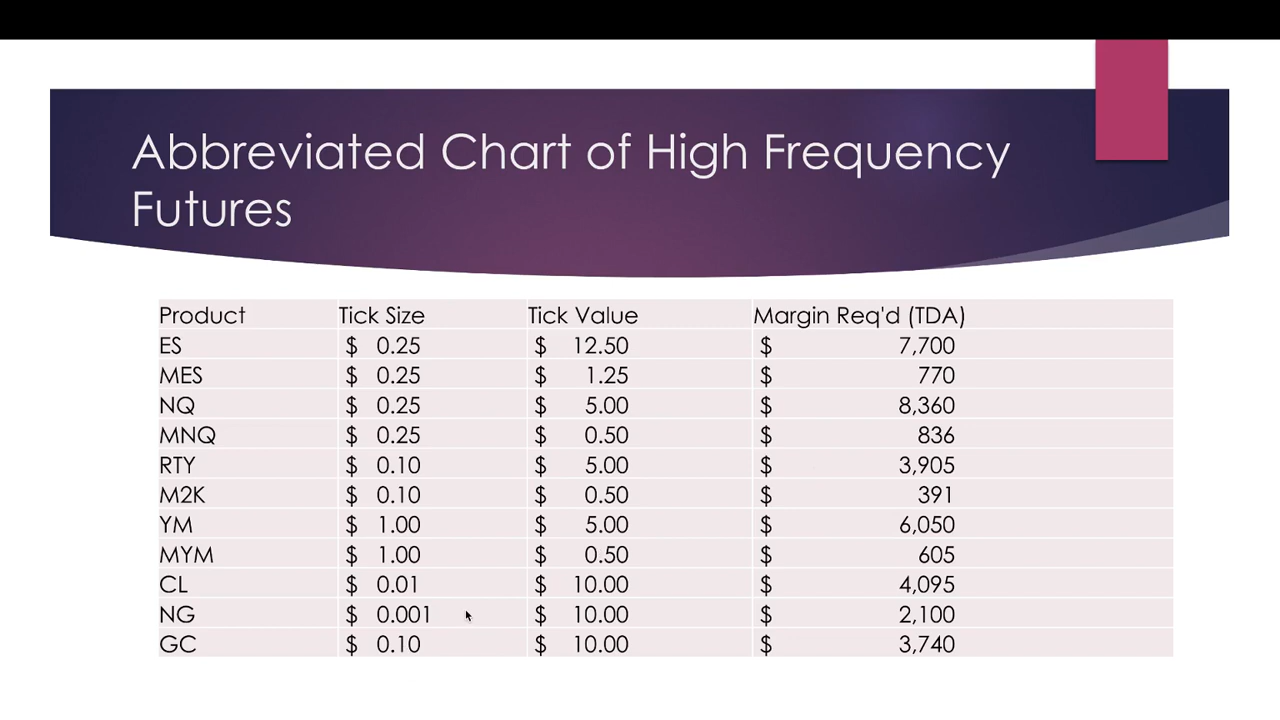 Abbreviated Chart of High Frequency
Futures
Product Tick Size Tick Value Margin Req'd (TDA)
ES $ 0.25 $ 12.50 $ 7,700
MES $ 0.25 $ 1.25 $ 770
NQ $ 0.25 $ 5.00 $ 8,360
MNQ $ 0.25 $ 0.50 $ 836
RTY $ 0.10 $ 5.00 $ 3,905
M2K $ 0.10 $ 0.50 $ 391
YM $ 1.00 $ 5.00 $ 6,050
MYM $ 1.00 $ 0.50 $ 605
CL $ 0.01 $ 10.00 $ 4,095
NG $ 0.001 $ 10.00 $ 2,100
GC $ 0.10 $ 10.00 $ 3,740